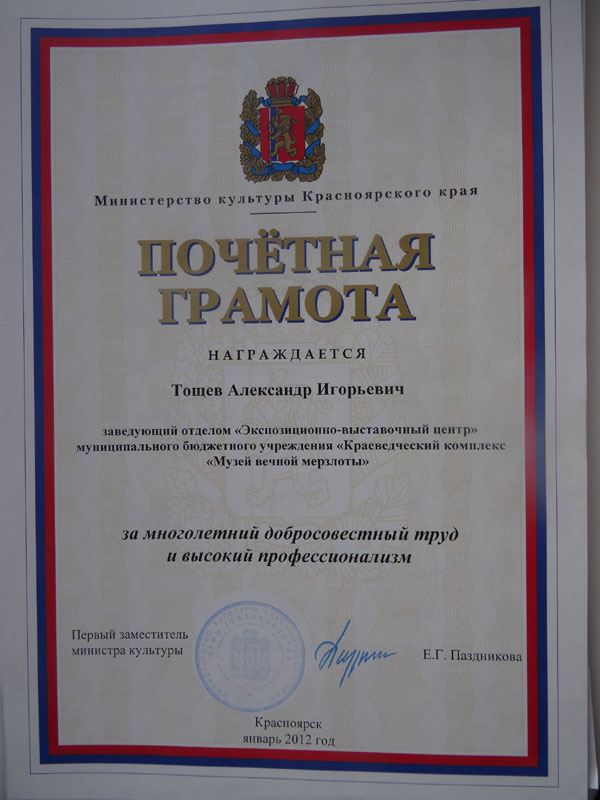 Министерство культуры Красноярского края
ПОЧЁТНАЯ
ГРАМОТА
НАГРАЖДАЕТСЯ
Тощев Александр Игорьевич
заведующий отделом «Экспозиционно-выставочный центр»
муниципального бюджетного учреждения «Краеведческий комплекс
«Музей вечной мерзлоты»
за многолетний добросовестный труд
и высокий профессионализм
Первый заместитель
министра культуры
Е.Г. Паздникова
Красноярск
январь 2012 год